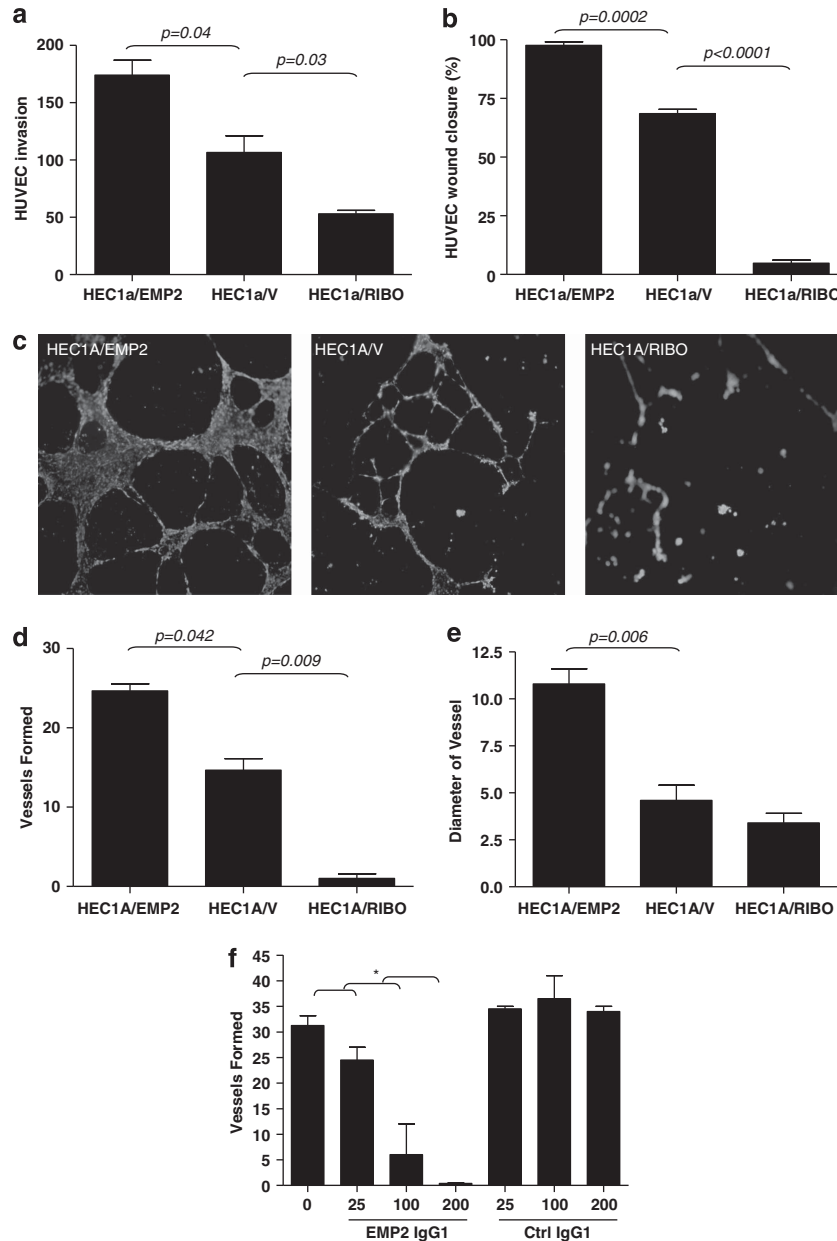 a
p=0.04
p=0.03
HUVEC invasion
200
150
100
50
0
HEC1a/EMP2 HEC1a/V HEC1a/RIBO
b
p=0.0002
p<0.0001
HUVEC wound closure (%)
100
75
50
25
0
HEC1a/EMP2 HEC1a/V HEC1a/RIBO
c
HEC1A/EMP2
HEC1A/V
HEC1A/RIBO
d
p=0.042
p=0.009
Vessels Formed
30
20
10
0
HEC1A/EMP2 HEC1A/V HEC1A/RIBO
e
p=0.006
Diameter of Vessel
12.5
10.0
7.5
5.0
2.5
0.0
HEC1A/EMP2 HEC1A/V HEC1A/RIBO
f
*
Vessels Formed
45
40
35
30
25
20
15
10
5
0
0 25 100 200 25 100 200
EMP2 IgG1 Ctrl IgG1